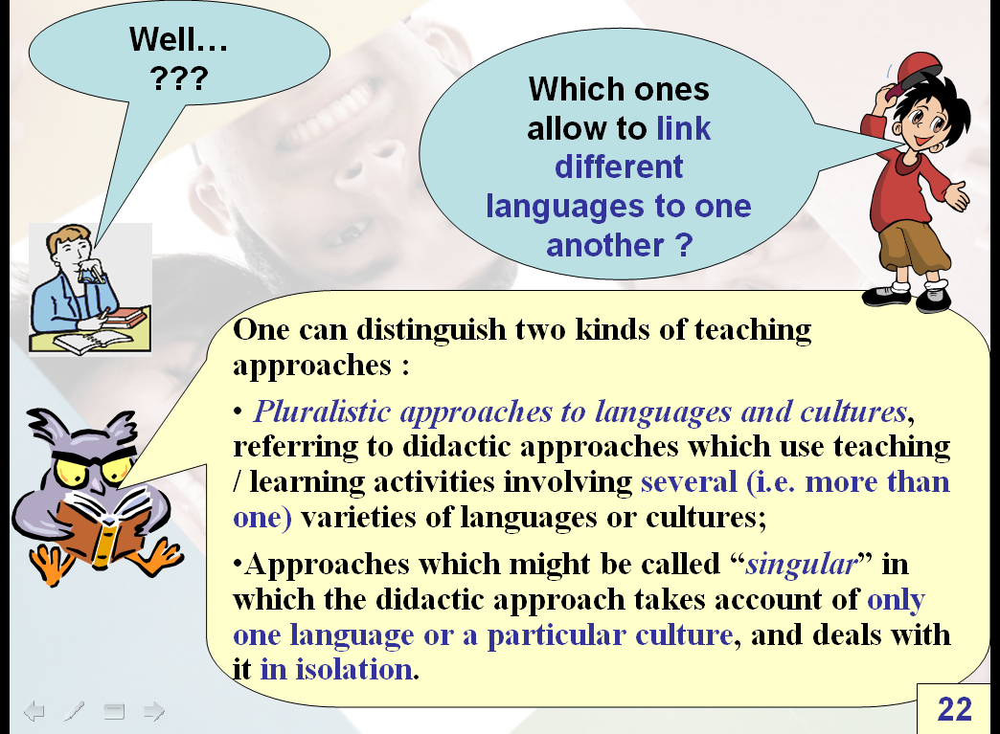 Well…
???
Which ones
allow to link
different
languages to one
another ?
One can distinguish two kinds of teaching
approaches :
• Pluralistic approaches to languages and cultures,
referring to didactic approaches which use teaching
/ learning activities involving several (i.e. more than
one) varieties of languages or cultures;
•Approaches which might be called “singular” in
which the didactic approach takes account of only
one language or a particular culture, and deals with
it in isolation.
22